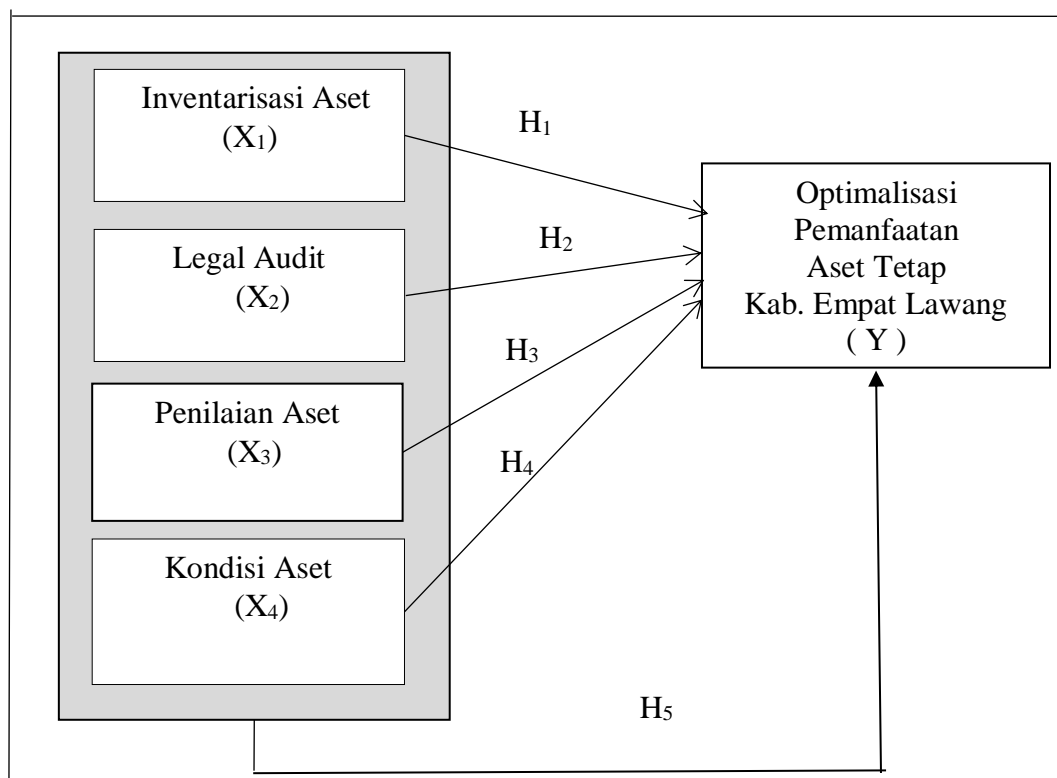 Inventarisasi Aset
(X₁)
H₁
Legal Audit
(X₂)
H₂
Penilaian Aset
(X₃)
H₃
Kondisi Aset
(X₄)
H₄
Optimalisasi
Pemanfaatan
Aset Tetap
Kab. Empat Lawang
( Y )
H₅